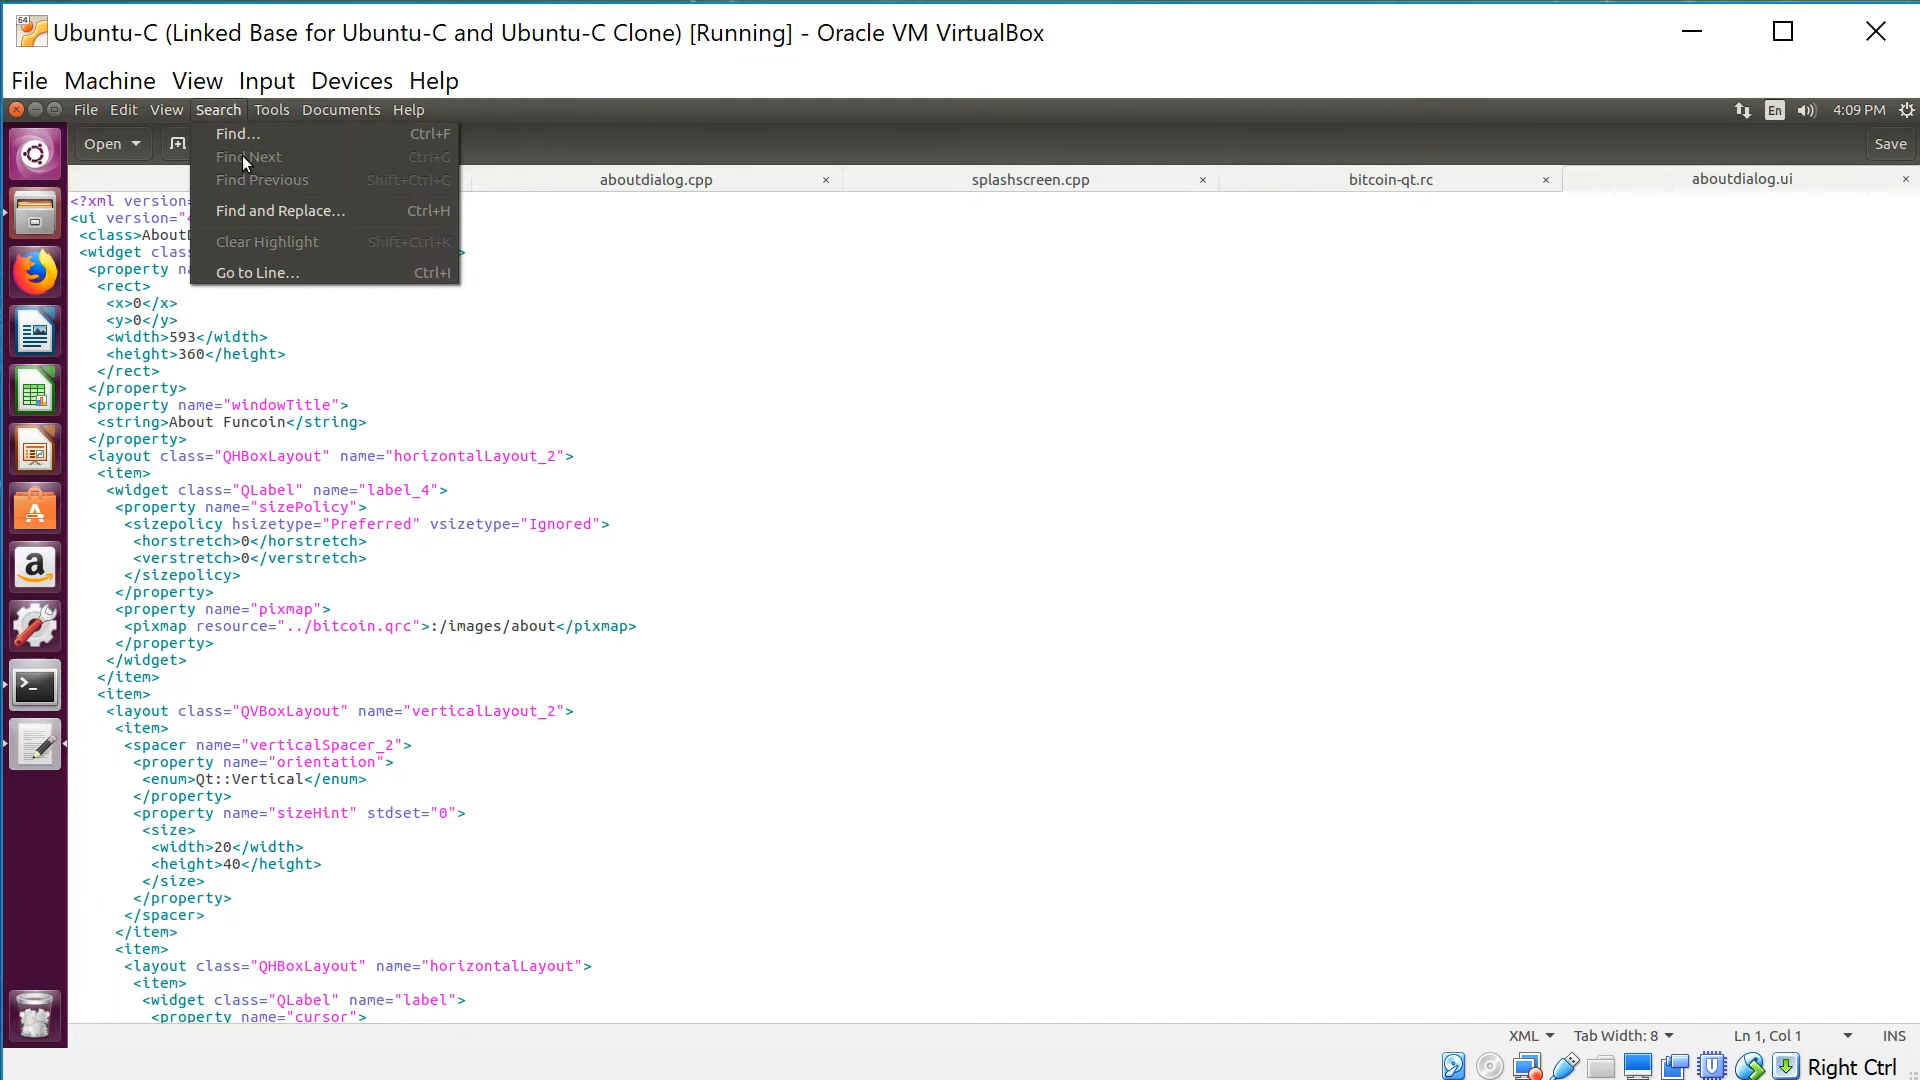 Ubuntu-C (Linked Base for Ubuntu-C and Ubuntu-C Clone) [Running] - Oracle VM VirtualBox
File Machine View Input Devices Help
File Edit View Search Tools Documents Help
En 4:09 PM
Open
Save
Find... Ctrl+F
Find Next Ctrl+G
Find Previous Shift+Ctrl+G
Find and Replace... Ctrl+H
Clear Highlight Shift+Ctrl+K
Go to Line... Ctrl+I
aboutdialog.cpp × splashscreen.cpp × bitcoin-qt.rc × aboutdialog.ui ×
<?xml version=
<ui version="4
<class>AboutD
<widget clas >
<property na
<rect>
<x>0</x>
<y>0</y>
<width>593</width>
<height>360</height>
</rect>
</property>
<property name="windowTitle">
<string>About Funcoin</string>
</property>
<layout class="QHBoxLayout" name="horizontalLayout_2">
<item>
<widget class="QLabel" name="label_4">
<property name="sizePolicy">
<sizepolicy hsizetype="Preferred" vsizetype="Ignored">
<horstretch>0</horstretch>
<verstretch>0</verstretch>
</sizepolicy>
</property>
<property name="pixmap">
<pixmap resource="../bitcoin.qrc">:/images/about</pixmap>
</property>
</widget>
</item>
<item>
<layout class="QVBoxLayout" name="verticalLayout_2">
<item>
<spacer name="verticalSpacer_2">
<property name="orientation">
<enum>Qt::Vertical</enum>
</property>
<property name="sizeHint" stdset="0">
<size>
<width>20</width>
<height>40</height>
</size>
</property>
</spacer>
</item>
<item>
<layout class="QHBoxLayout" name="horizontalLayout">
<item>
<widget class="QLabel" name="label">
<property name="cursor">
XML Tab Width: 8 Ln 1, Col 1 INS
Right Ctrl